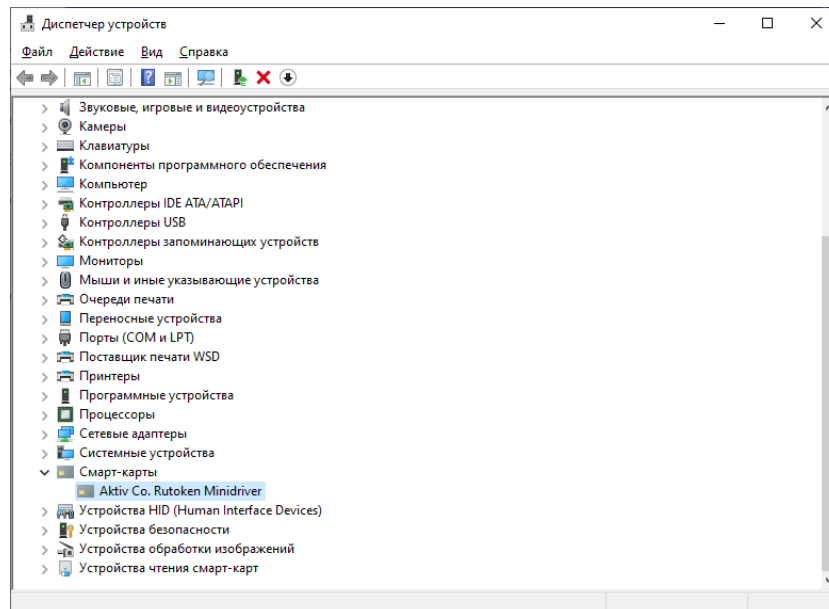 Диспетчер устройств
Файл Действие Вид Справка
Звуковые, игровые и видеоустройства
Камеры
Клавиатуры
Компоненты программного обеспечения
Компьютер
Контроллеры IDE ATA/ATAPI
Контроллеры USB
Контроллеры запоминающих устройств
Мониторы
Мыши и иные указывающие устройства
Очереди печати
Переносные устройства
Порты (COM и LPT)
Поставщик печати WSD
Принтеры
Программные устройства
Процессоры
Сетевые адаптеры
Системные устройства
Смарт-карты
Aktiv Co. Rutoken Minidriver
Устройства HID (Human Interface Devices)
Устройства безопасности
Устройства обработки изображений
Устройства чтения смарт-карт